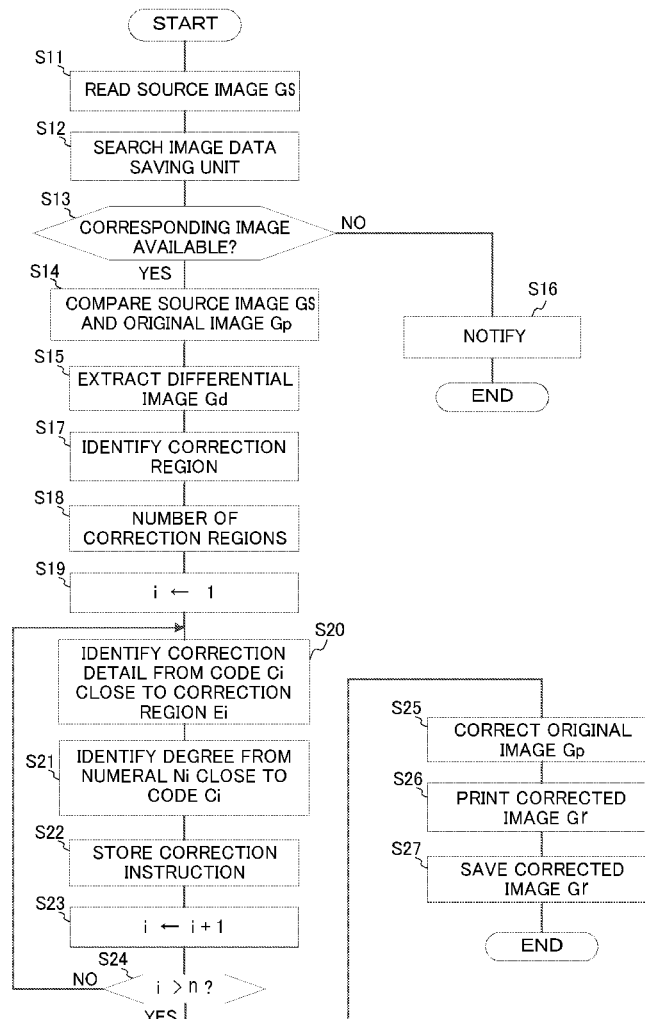 START
S11
READ SOURCE IMAGE GS
S12
SEARCH IMAGE DATA
SAVING UNIT
S13
CORRESPONDING IMAGE
AVAILABLE?
NO
YES
S14
COMPARE SOURCE IMAGE GS
AND ORIGINAL IMAGE Gp
S16
NOTIFY
END
S15
EXTRACT DIFFERENTIAL
IMAGE Gd
S17
IDENTIFY CORRECTION
REGION
S18
NUMBER OF
CORRECTION REGIONS
S19
i ← 1
S20
IDENTIFY CORRECTION
DETAIL FROM CODE Ci
CLOSE TO CORRECTION
REGION Ei
S21
IDENTIFY DEGREE FROM
NUMERAL Ni CLOSE TO
CODE Ci
S22
STORE CORRECTION
INSTRUCTION
S23
i ← i+1
S24
i > n ?
NO
YES
S25
CORRECT ORIGINAL
IMAGE Gp
S26
PRINT CORRECTED
IMAGE Gr
S27
SAVE CORRECTED
IMAGE Gr
END